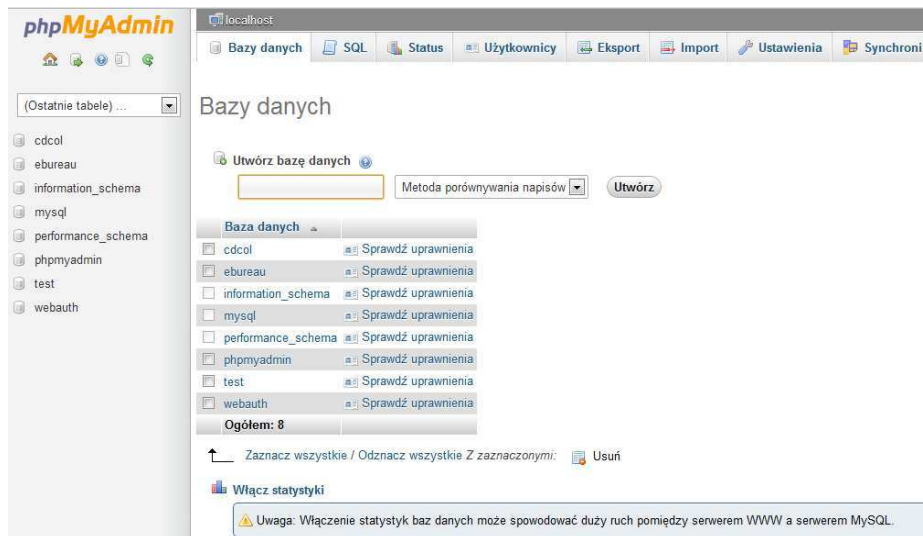 phpMyAdmin
(Ostatnie tabele) ...
cdcol
ebureau
information_schema
mysql
performance_schema
phpmyadmin
test
webauth
localhost
Bazy danych SQL Status Użytkownicy Eksport Import Ustawienia Synchroni
Bazy danych
Utwórz bazę danych
Metoda porównywania napisów Utwórz
Baza danych
cdcol Sprawdź uprawnienia
ebureau Sprawdź uprawnienia
information_schema Sprawdź uprawnienia
mysql Sprawdź uprawnienia
performance_schema Sprawdź uprawnienia
phpmyadmin Sprawdź uprawnienia
test Sprawdź uprawnienia
webauth Sprawdź uprawnienia
Ogółem: 8
Zaznacz wszystkie / Odznacz wszystkie Z zaznaczonymi: Usuń
Włącz statystyki
Uwaga: Włączenie statystyk baz danych może spowodować duży ruch pomiędzy serwerem WWW a serwerem MySQL.